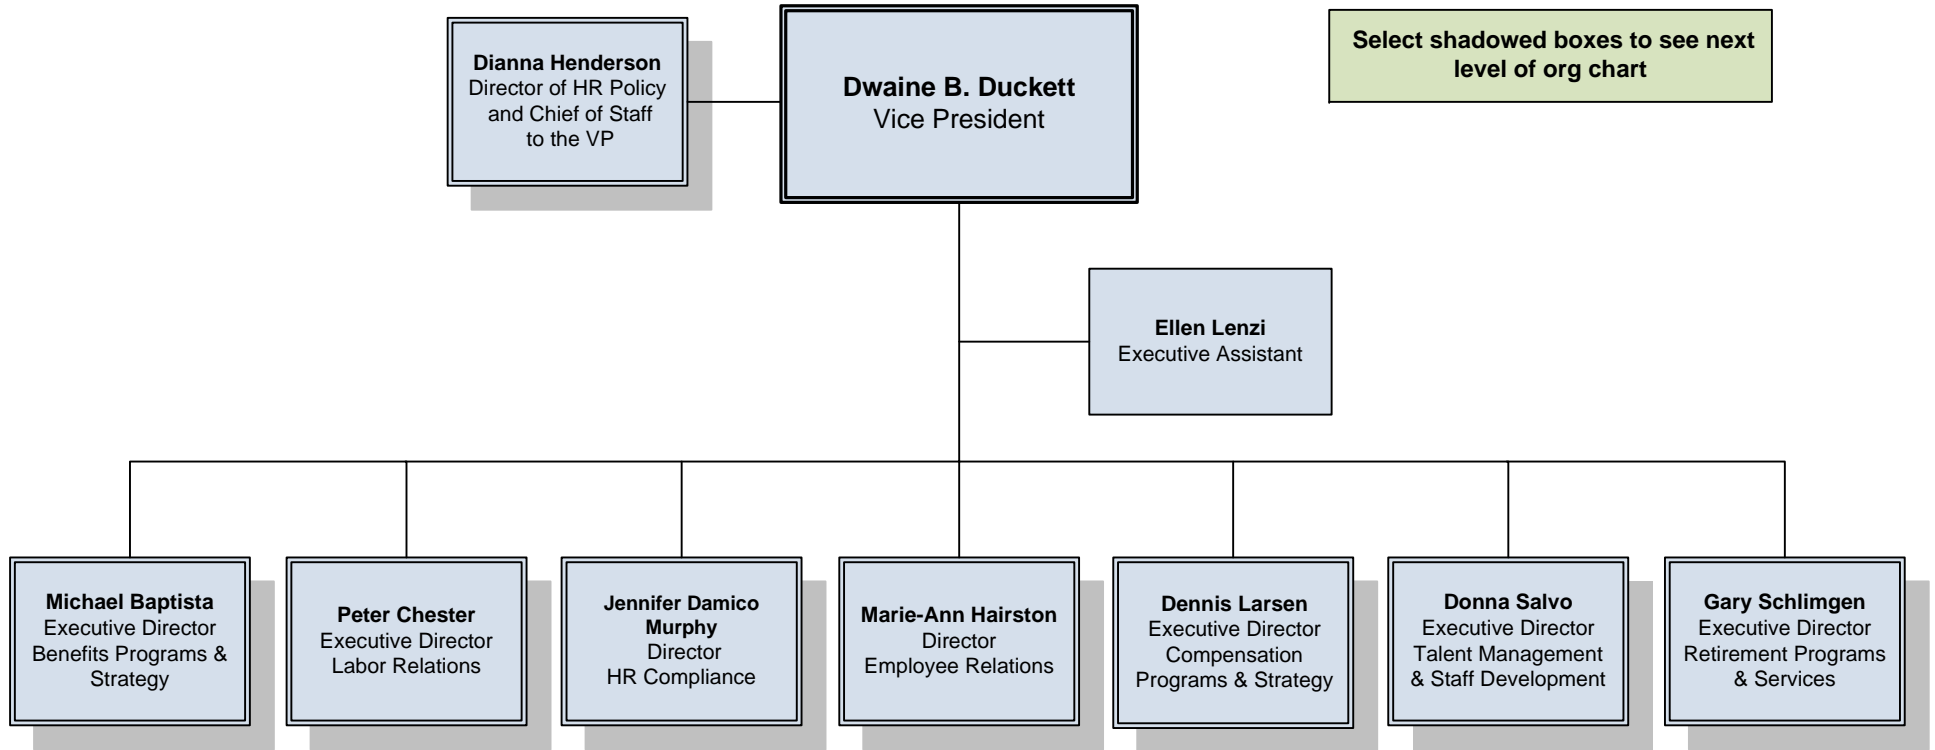 Dianna Henderson
Director of HR Policy
and Chief of Staff
to the VP
Dwaine B. Duckett
Vice President
Select shadowed boxes to see next
level of org chart
Ellen Lenzi
Executive Assistant
Michael Baptista
Executive Director
Benefits Programs &
Strategy
Peter Chester
Executive Director
Labor Relations
Jennifer Damico
Murphy
Director
HR Compliance
Marie-Ann Hairston
Director
Employee Relations
Dennis Larsen
Executive Director
Compensation
Programs & Strategy
Donna Salvo
Executive Director
Talent Management
& Staff Development
Gary Schlimgen
Executive Director
Retirement Programs
& Services